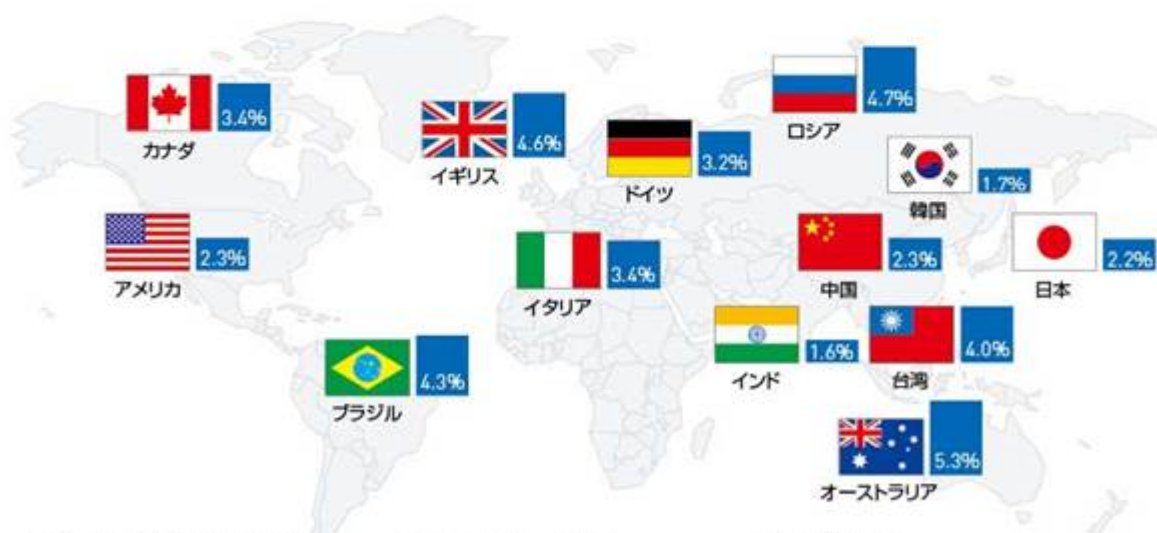 4.7%
ロシア
3.4%
カナダ
4.6%
イギリス
3.2%
ドイツ
1.7%
韓国
2.3%
アメリカ
3.4%
イタリア
2.3%
中国
2.2%
日本
4.3%
ブラジル
1.6%
インド
4.0%
台湾
5.3%
オーストラリア